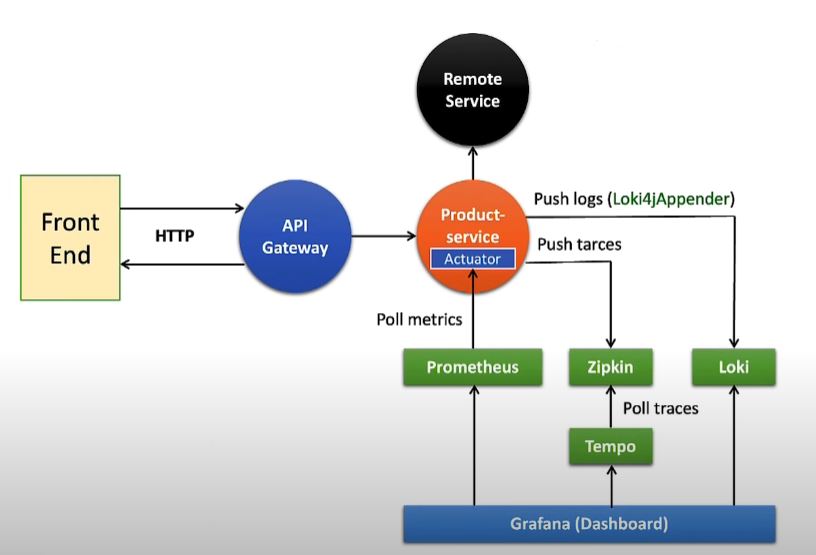 Remote
Service
Front
End
HTTP
API
Gateway
Product-
service
Actuator
Push logs (Loki4jAppender)
Push tarces
Poll metrics
Prometheus
Zipkin
Loki
Poll traces
Tempo
Grafana (Dashboard)